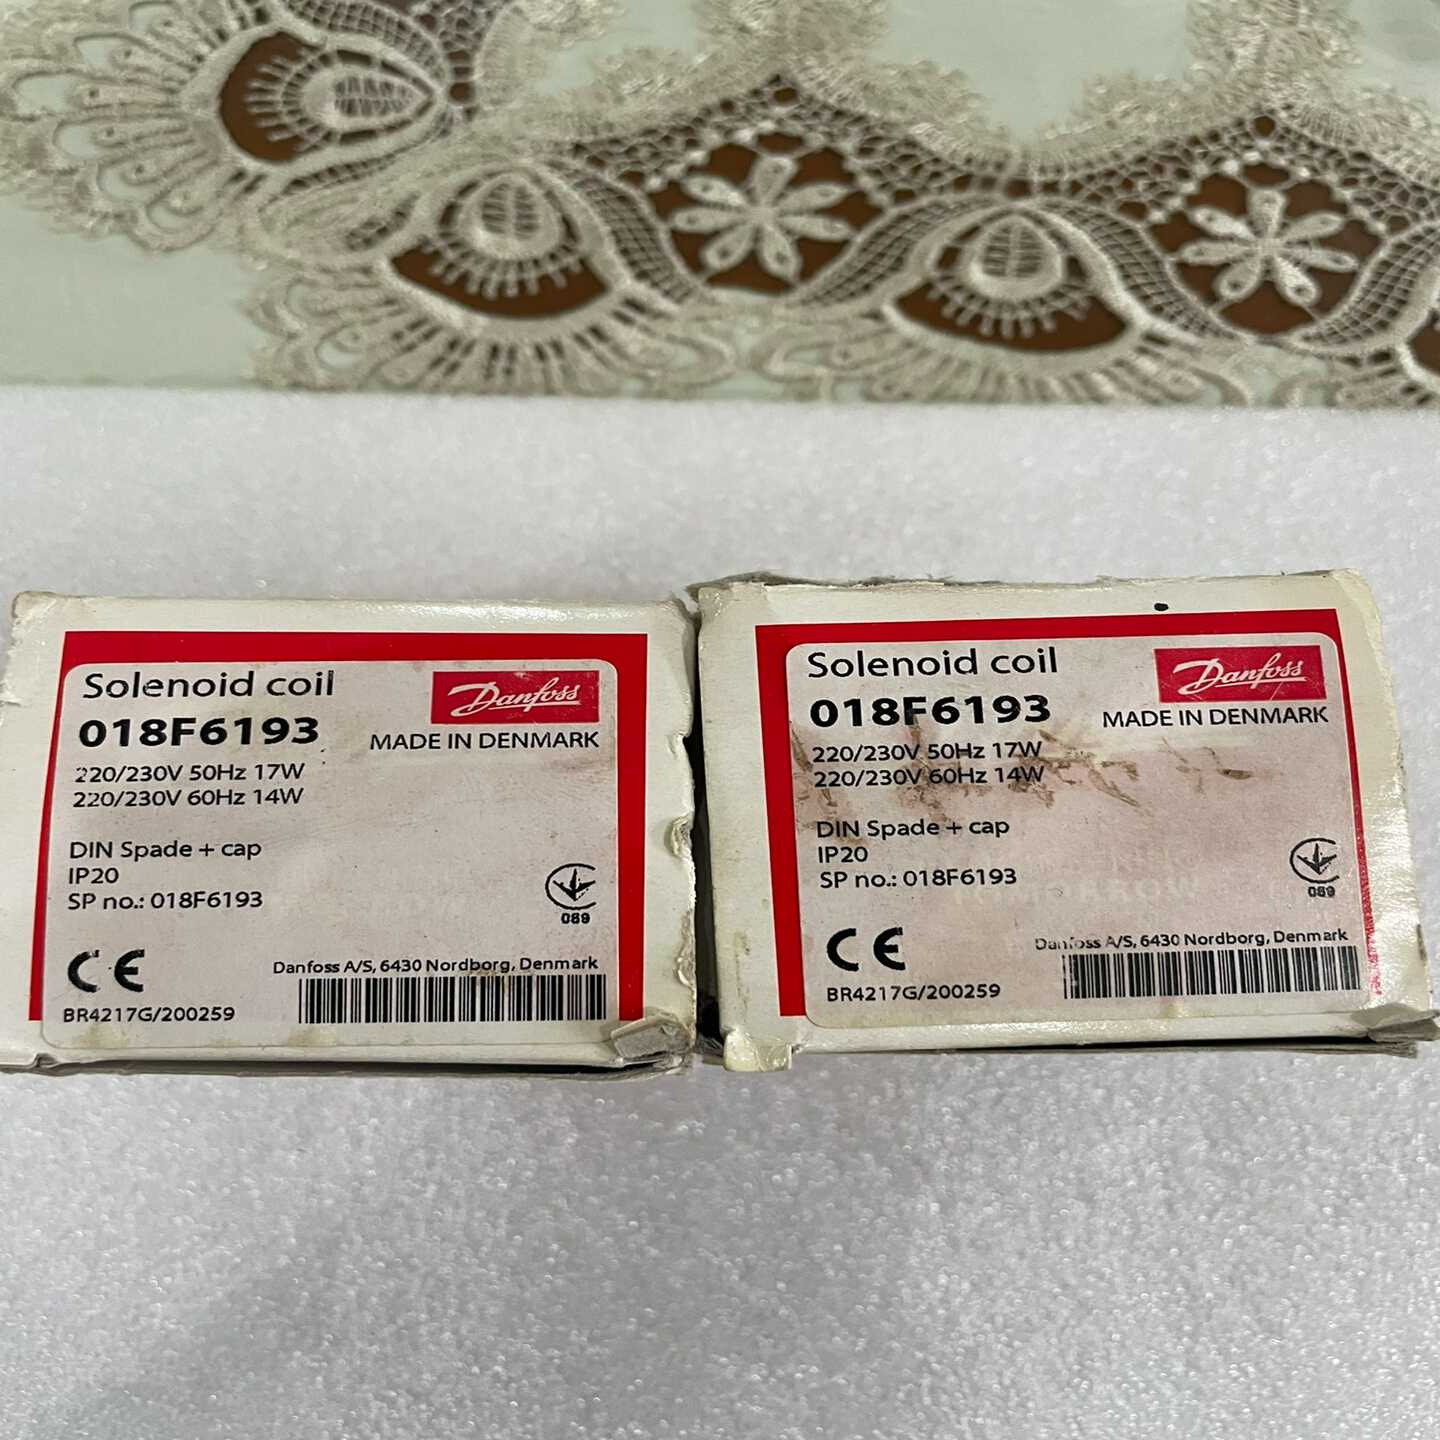 Solenoid coil
Danfoss
018F6193
MADE IN DENMARK
220/230V 50Hz 17W
220/230V 60Hz 14W
DIN Spade + cap
IP20
SP no.: 018F6193
089
CE
Danfoss A/S, 6430 Nordborg, Denmark
BR4217G/200259
Solenoid coil
Danfoss
018F6193
MADE IN DENMARK
220/230V 50Hz 17W
220/230V 60Hz 14W
DIN Spade + cap
IP20
SP no.: 018F6193
089
CE
Danfoss A/S, 6430 Nordborg, Denmark
BR4217G/200259